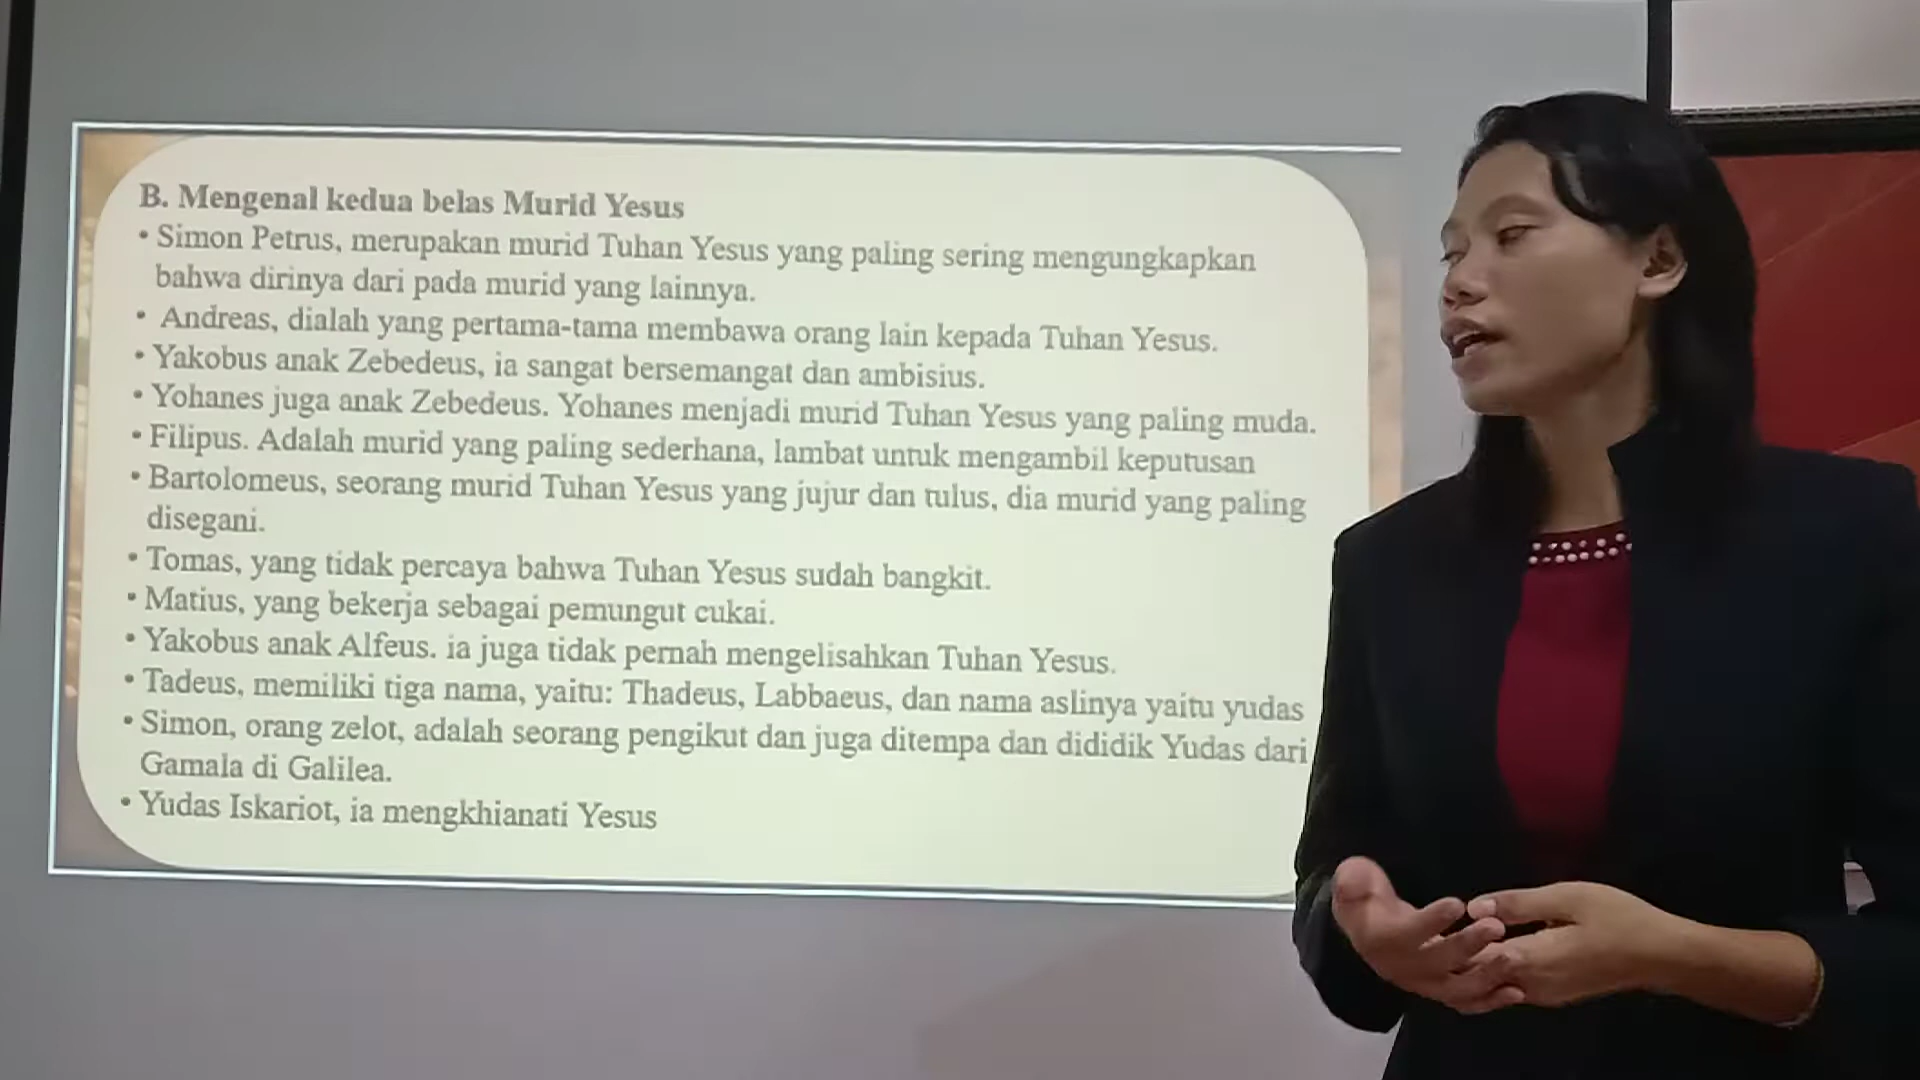 B. Mengenal kedua belas Murid Yesus
• Simon Petrus, merupakan murid Tuhan Yesus yang paling sering mengungkapkan
bahwa dirinya dari pada murid yang lainnya.
• Andreas, dialah yang pertama-tama membawa orang lain kepada Tuhan Yesus.
• Yakobus anak Zebedeus, ia sangat bersemangat dan ambisius.
• Yohanes juga anak Zebedeus. Yohanes menjadi murid Tuhan Yesus yang paling muda.
• Filipus. Adalah murid yang paling sederhana, lambat untuk mengambil keputusan
• Bartolomeus, seorang murid Tuhan Yesus yang jujur dan tulus, dia murid yang paling
disegani.
• Tomas, yang tidak percaya bahwa Tuhan Yesus sudah bangkit.
• Matius, yang bekerja sebagai pemungut cukai.
• Yakobus anak Alfeus. ia juga tidak pernah mengelisahkan Tuhan Yesus.
• Tadeus, memiliki tiga nama, yaitu: Thadeus, Labbaeus, dan nama aslinya yaitu yudas
• Simon, orang zelot, adalah seorang pengikut dan juga ditempa dan dididik Yudas dari
Gamala di Galilea.
• Yudas Iskariot, ia mengkhianati Yesus